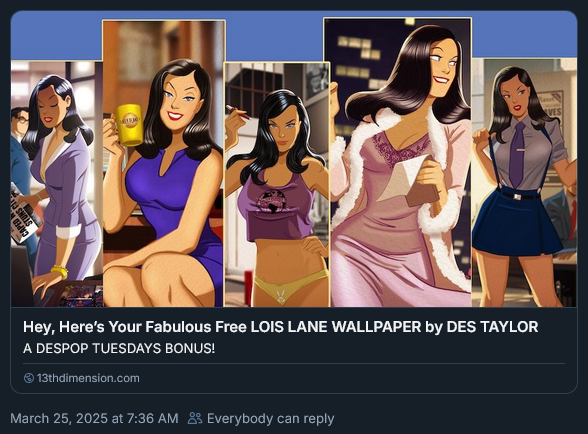 Hey, Here's Your Fabulous Free LOIS LANE WALLPAPER by DES TAYLOR
A DESPOP TUESDAYS BONUS!
13thdimension.com
March 25, 2025 at 7:36 AM Everybody can reply